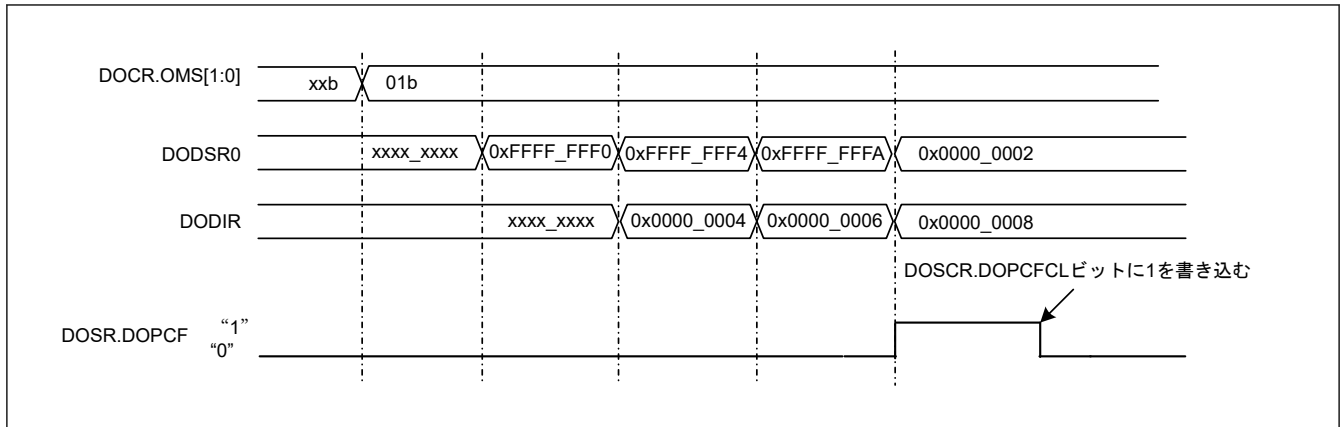 DOCR.OMS[1:0] xxb 01b
DODSR0 xxxx_xxxx 0xFFFF_FFF0 0xFFFF_FFF4 0xFFFF_FFFA 0x0000_0002
DODIR xxxx_xxxx 0x0000_0004 0x0000_0006 0x0000_0008
DOSCR.DOPCFCLビットに1を書き込む
DOSR.DOPCF “1”
“0”